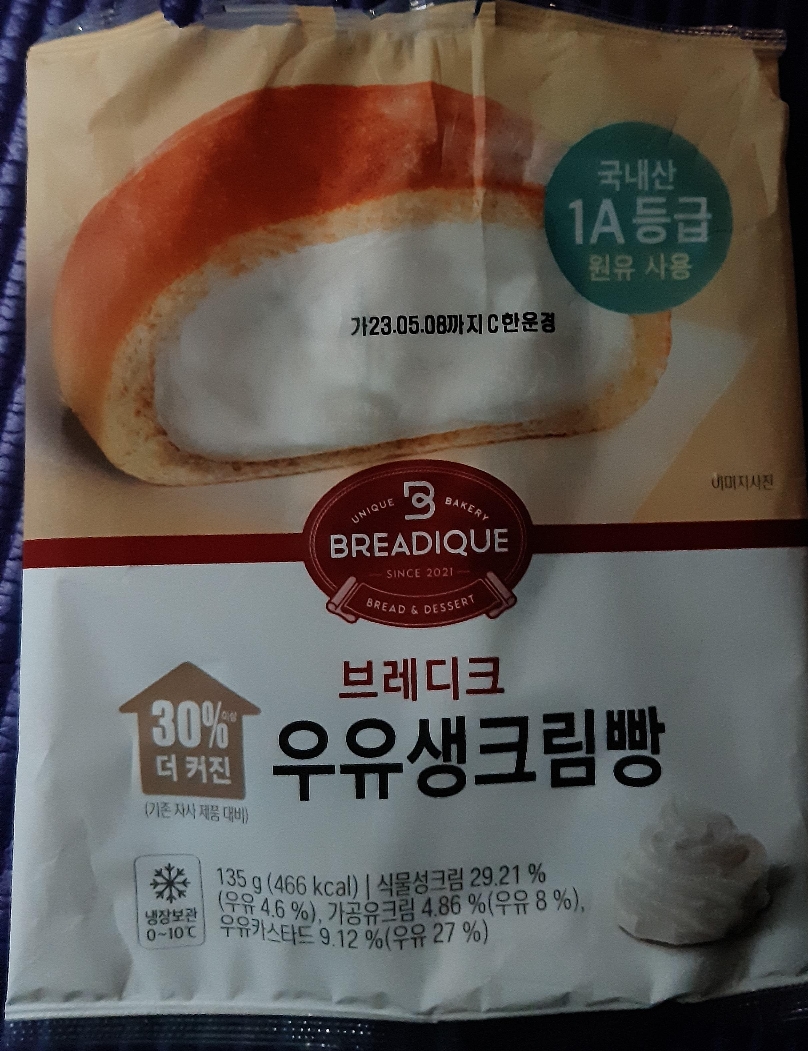 국내산
1A등급
원유 사용
가23.05.08까지C한운경
이미지사진
UNIQUE B BAKERY
BREADIQUE
SINCE 2021
BREAD & DESSERT
브레디크
30%이상
더 커진
우유생크림빵
(기존 자사 제품 대비)
135 g (466 kcal) | 식물성크림 29.21 %
(우유 4.6 %), 가공유크림 4.86 %(우유 8 %),
우유카스타드 9.12 %(우유 27 %)
냉장보관
0~10℃